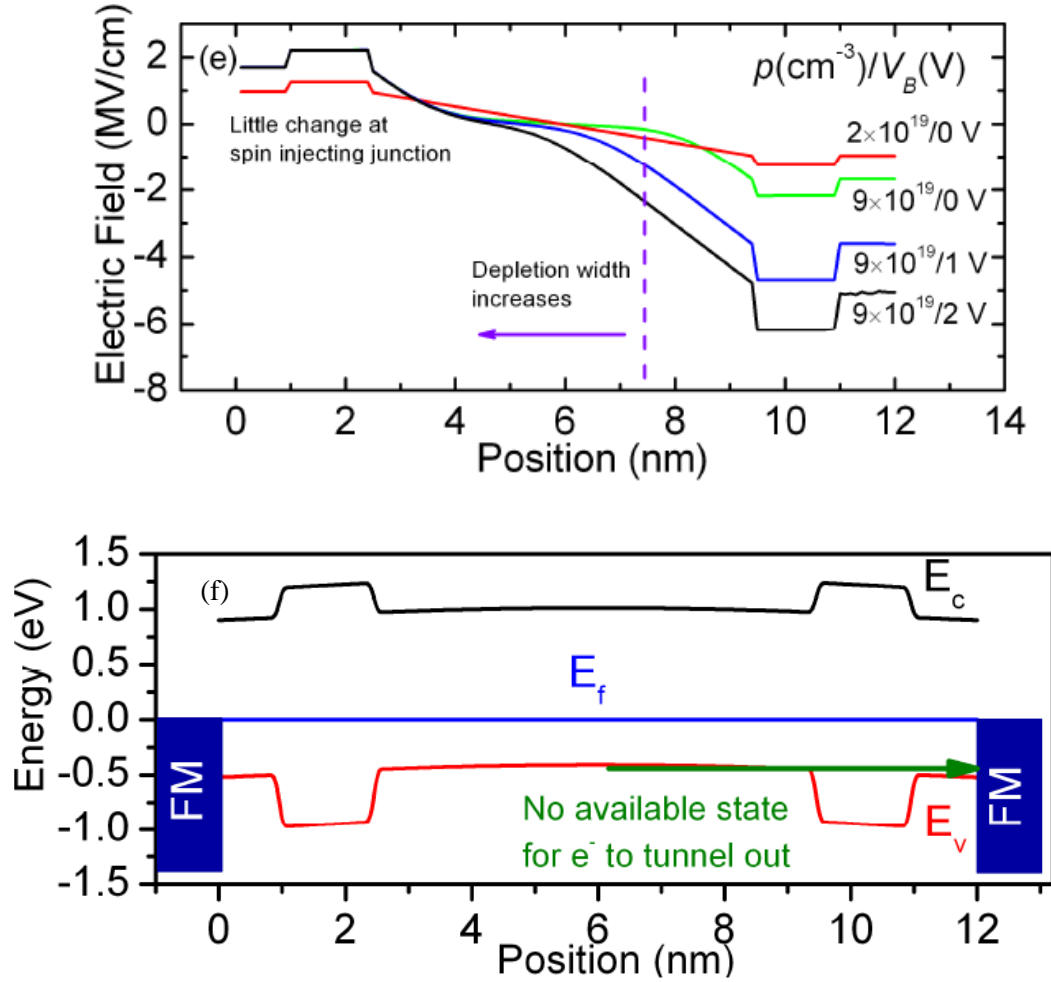 (e)
p(cm⁻³)/V_B(V)
2
0
-2
-4
-6
-8
Electric Field (MV/cm)
Little change at
spin injecting junction
2×10¹⁹/0 V
9×10¹⁹/0 V
9×10¹⁹/1 V
9×10¹⁹/2 V
Depletion width
increases
0 2 4 6 8 10 12 14
Position (nm)
(f)
1.5
1.0
0.5
0.0
-0.5
-1.0
-1.5
Energy (eV)
E_c
E_f
E_v
FM
FM
No available state
for e⁻ to tunnel out
0 2 4 6 8 10 12
Position (nm)